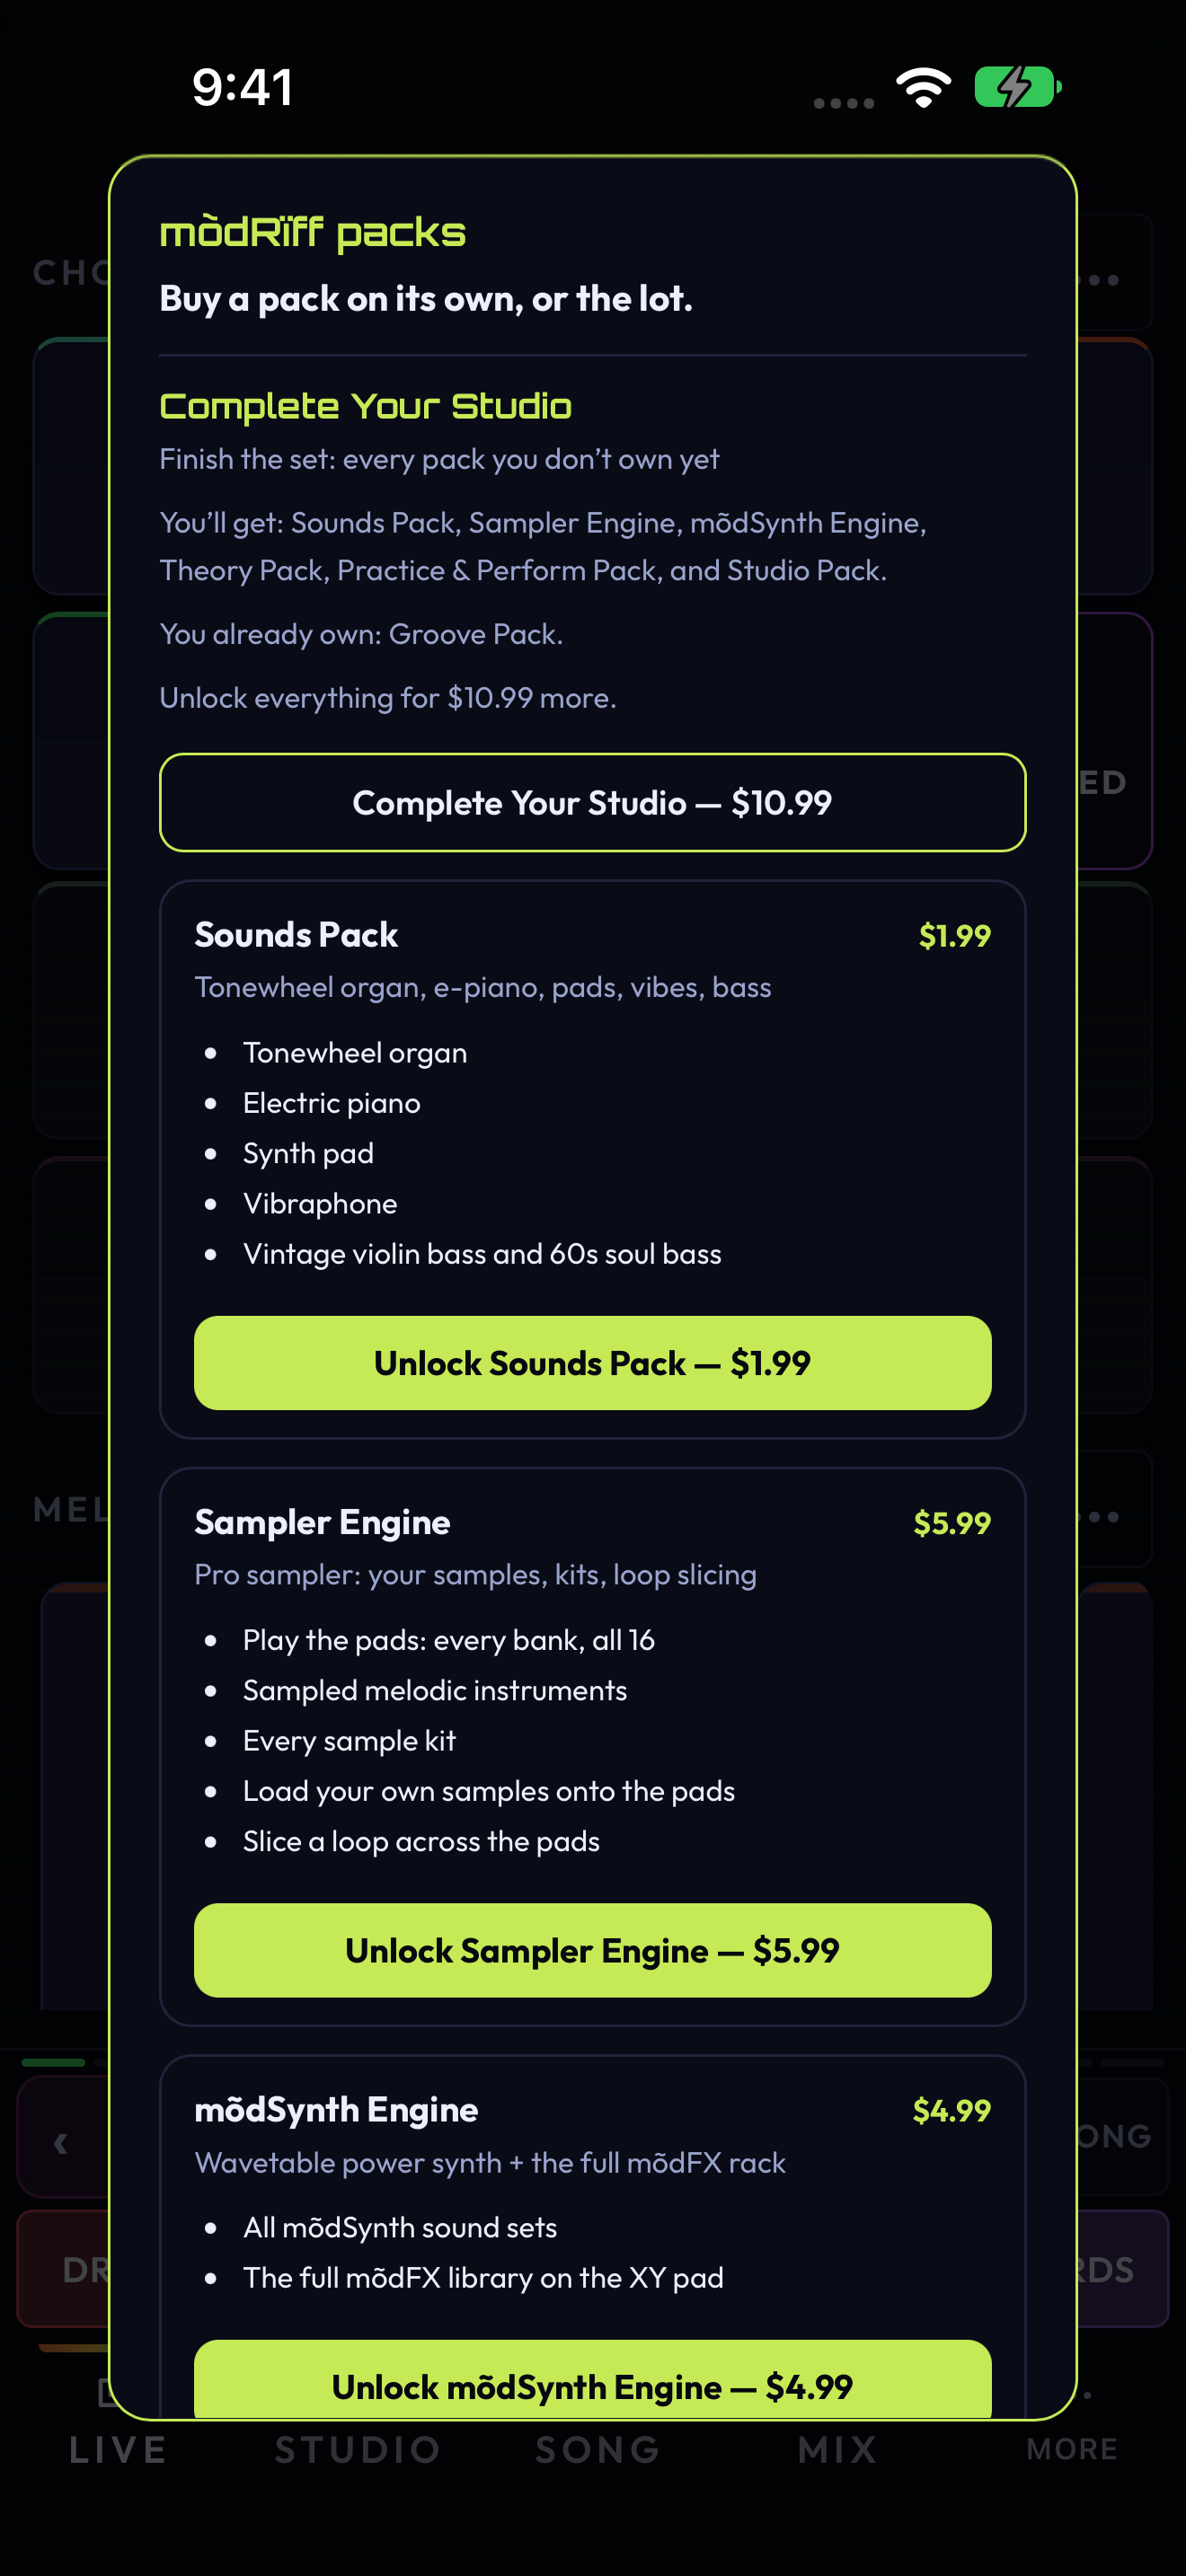 9:41
mòdRïff packs
Buy a pack on its own, or the lot.
Complete Your Studio
Finish the set: every pack you don’t own yet
You’ll get: Sounds Pack, Sampler Engine, mõdSynth Engine,
Theory Pack, Practice & Perform Pack, and Studio Pack.
You already own: Groove Pack.
Unlock everything for $10.99 more.
Complete Your Studio — $10.99
Sounds Pack
$1.99
Tonewheel organ, e-piano, pads, vibes, bass
• Tonewheel organ
• Electric piano
• Synth pad
• Vibraphone
• Vintage violin bass and 60s soul bass
Unlock Sounds Pack — $1.99
Sampler Engine
$5.99
Pro sampler: your samples, kits, loop slicing
• Play the pads: every bank, all 16
• Sampled melodic instruments
• Every sample kit
• Load your own samples onto the pads
• Slice a loop across the pads
Unlock Sampler Engine — $5.99
mõdSynth Engine
$4.99
Wavetable power synth + the full mõdFX rack
• All mõdSynth sound sets
• The full mõdFX library on the XY pad
Unlock mõdSynth Engine — $4.99
LIVE
STUDIO
SONG
MIX
MORE